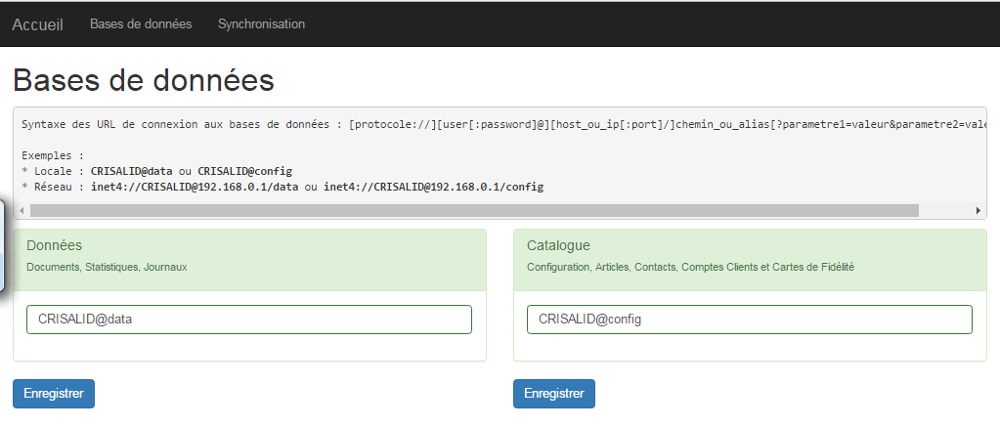 Accueil Bases de données Synchronisation
Bases de données
Syntaxe des URL de connexion aux bases de données : [protocole://][user[:password]@][host_ou_ip[:port]/]chemin_ou_alias[?parametre1=valeur&parametre2=vale
Exemples :
* Locale : CRISALID@data ou CRISALID@config
* Réseau : inet4://CRISALID@192.168.0.1/data ou inet4://CRISALID@192.168.0.1/config
Données
Documents, Statistiques, Journaux
CRISALID@data
Enregistrer
Catalogue
Configuration, Articles, Contacts, Comptes Clients et Cartes de Fidélité
CRISALID@config
Enregistrer